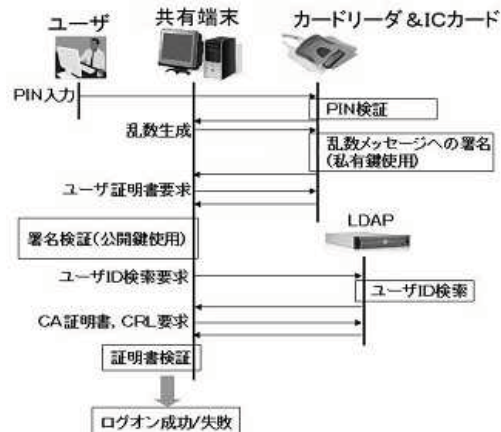 ユーザ
共有端末
カードリーダ&ICカード
PIN入力
PIN検証
乱数生成
乱数メッセージへの署名
(私有鍵使用)
ユーザ証明書要求
LDAP
署名検証(公開鍵使用)
ユーザID検索要求
ユーザID検索
CA証明書, CRL要求
証明書検証
ログオン成功/失敗